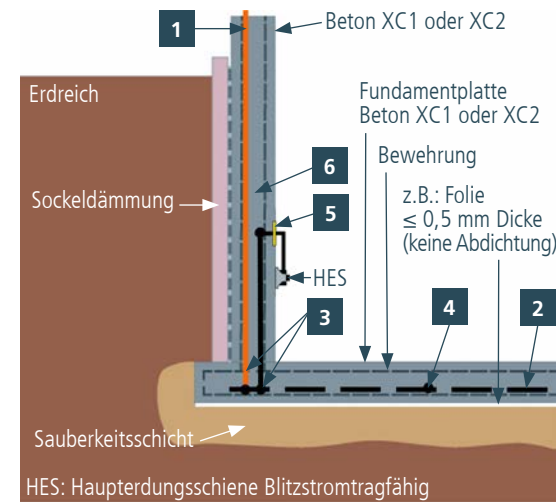 1
Beton XC1 oder XC2
Erdreich
Fundamentplatte
Beton XC1 oder XC2
Bewehrung
6
Sockeldämmung
z.B.: Folie
≤ 0,5 mm Dicke
(keine Abdichtung)
5
HES
3
4
2
Sauberkeitsschicht
HES: Haupterdungsschiene Blitzstromtragfähig